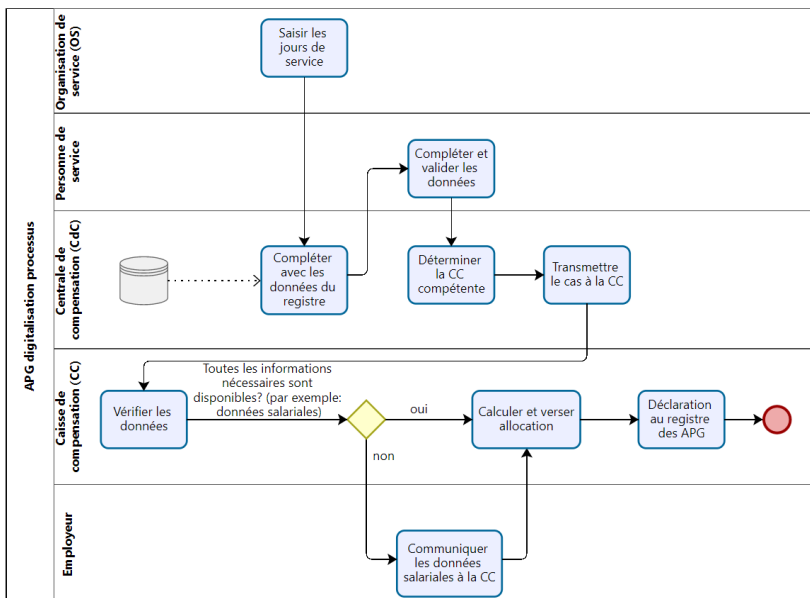 APG digitalisation processus
Organisation de
service (OS)
Saisir les
jours de
service
Personne de
service
Compléter et
valider les
données
Centrale de
compensation (CdC)
Compléter
avec les
données du
registre
Déterminer
la CC
compétente
Transmettre
le cas à la CC
Caisse de
compensation (CC)
Vérifier les
données
Toutes les informations
nécessaires sont
disponibles? (par exemple:
données salariales)
oui
non
Calculer et verser
allocation
Déclaration
au registre
des APG
Employeur
Communiquer
les données
salariales à la CC